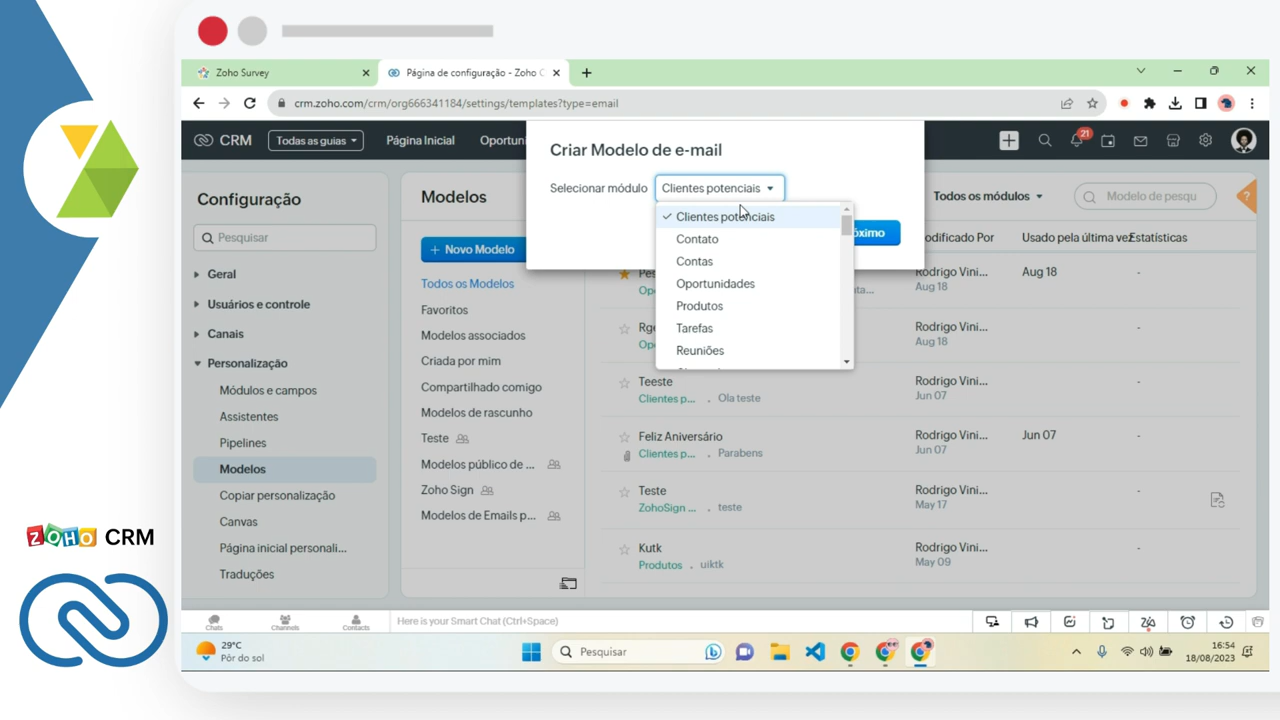 Zoho Survey
Página de configuração - Zoho C
crm.zoho.com/crm/org666341184/settings/templates?type=email
CRM
Todas as guias
Página Inicial
Oportuni
21
Criar Modelo de e-mail
Selecionar módulo
Clientes potenciais
Clientes potenciais
Contato
Contas
Oportunidades
Produtos
Tarefas
Reuniões
óximo
Configuração
Pesquisar
Geral
Usuários e controle
Canais
Personalização
Módulos e campos
Assistentes
Pipelines
Modelos
Copiar personalização
Canvas
Página inicial personali...
Traduções
Modelos
+ Novo Modelo
Todos os Modelos
Favoritos
Modelos associados
Criada por mim
Compartilhado comigo
Modelos de rascunho
Teste
Modelos público de ...
Zoho Sign
Modelos de Emails p...
Todos os módulos
Modelo de pesqu
?
odificado Por
Usado pela última vez
Estatísticas
Pes
Rodrigo Vini...
Aug 18
-
Opo
ta...
Aug 18
Rge
Rodrigo Vini...
-
Opo
Aug 18
Teeste
Rodrigo Vini...
-
Clientes p... . Ola teste
Jun 07
Feliz Aniversário
Rodrigo Vini...
Jun 07
-
Clientes p... . Parabens
Jun 07
Teste
Rodrigo Vini...
-
ZohoSign ... . teste
May 17
Kutk
Rodrigo Vini...
-
Produtos . uiktk
May 09
Chats
Channels
Contacts
Here is your Smart Chat (Ctrl+Space)
29°C
Pôr do sol
Pesquisar
16:54
18/08/2023
ZOHO CRM